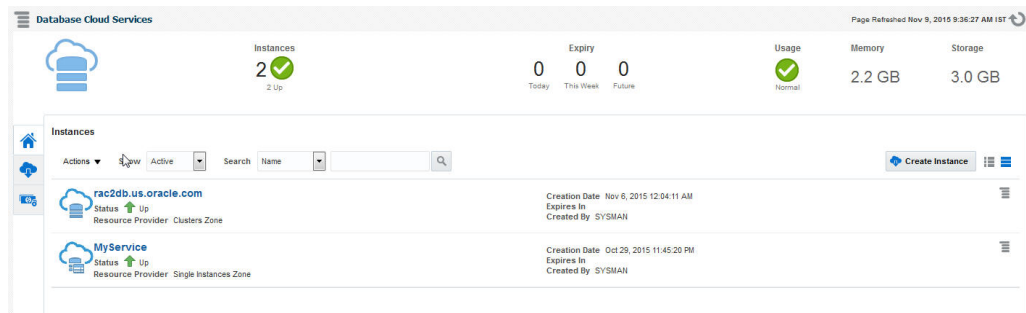 Database Cloud Services
Page Refreshed Nov 9, 2015 9:36:27 AM IST
Instances
2
2 Up
Expiry
0 0 0
Today This Week Future
Usage
Normal
Memory
2.2 GB
Storage
3.0 GB
Instances
Actions Show Active Search Name Create Instance
rac2db.us.oracle.com
Status Up
Resource Provider Clusters Zone
Creation Date Nov 6, 2015 12:04:11 AM
Expires In
Created By SYSMAN
MyService
Status Up
Resource Provider Single Instances Zone
Creation Date Oct 29, 2015 11:45:20 PM
Expires In
Created By SYSMAN